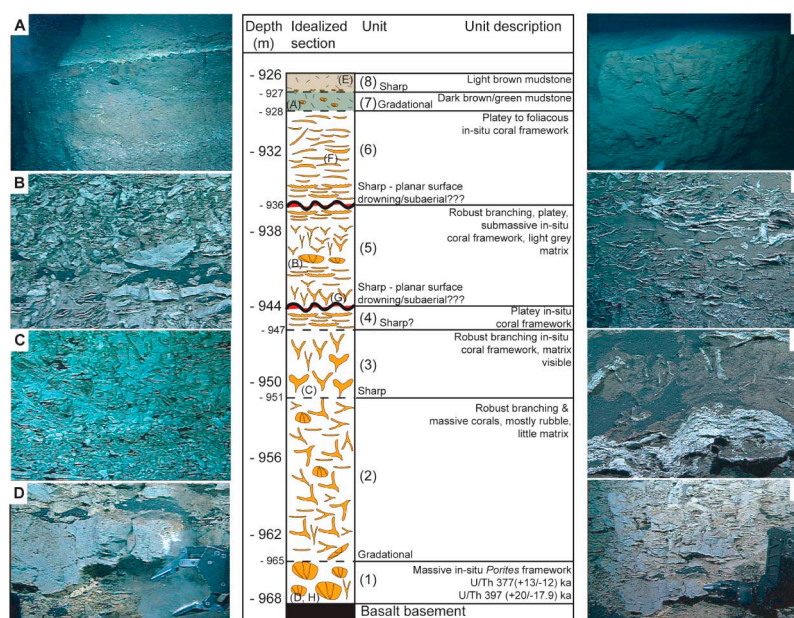 A
B
C
D
Depth Idealized Unit Unit description
(m) section
- 926
(E)
(8) Sharp
Light brown mudstone
- 927
(A)
(7) Gradational
Dark brown/green mudstone
- 928
Platey to foliacous
in-situ coral framework
- 932
(6)
(F)
Sharp - planar surface
drowning/subaerial???
- 936
Robust branching, platey,
submassive in-situ
coral framework, light grey
matrix
- 938
(5)
(B)
Sharp - planar surface
drowning/subaerial???
(G)
- 944
(4) Sharp?
Platey in-situ
coral framework
- 947
Robust branching in-situ
coral framework, matrix
visible
(3)
- 950
(C)
Sharp
- 951
Robust branching &
massive corals, mostly rubble,
little matrix
- 956
(2)
- 962
Gradational
- 965
(1)
Massive in-situ Porites framework
U/Th 377(+13/-12) ka
U/Th 397 (+20/-17.9) ka
- 968
(D, H)
Basalt basement